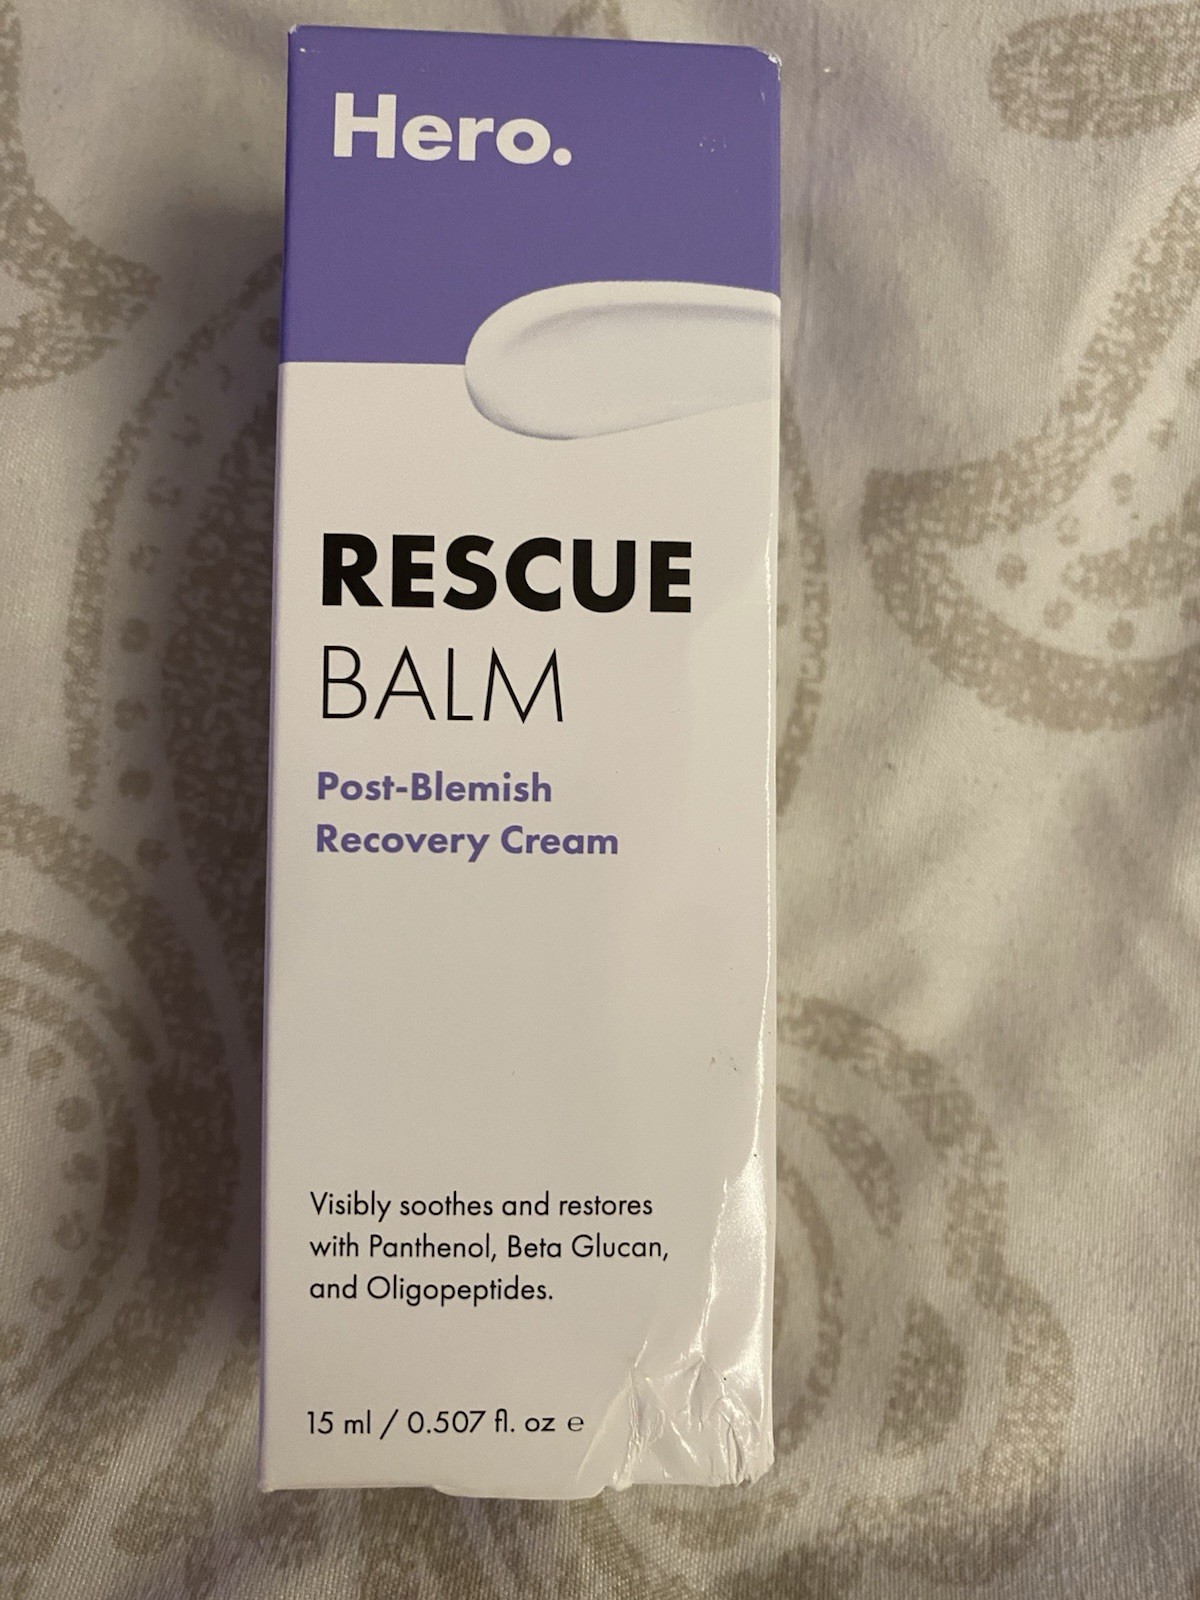 Hero.
RESCUE
BALM
Post-Blemish
Recovery Cream
Visibly soothes and restores
with Panthenol, Beta Glucan,
and Oligopeptides.
15 ml / 0.507 fl. oz ℮